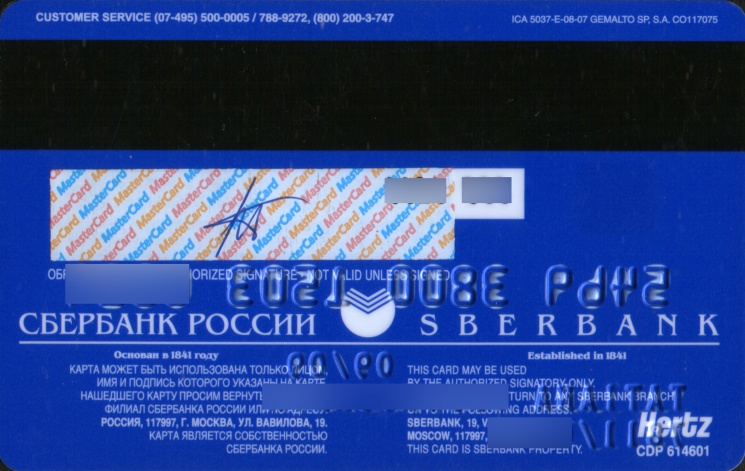 CUSTOMER SERVICE (07-495) 500-0005 / 788-9272, (800) 200-3-747
ICA 5037-E-08-07 GEMALTO SP, S.A. CO117075
MasterCard
SIGNATURE • NOT VALID UNLESS SIGNED
СБЕРБАНК РОССИИ
SBERBANK
Основан в 1841 году
КАРТА МОЖЕТ БЫТЬ ИСПОЛЬЗОВАНА ТОЛЬКО ЛИЦОМ,
ИМЯ И ПОДПИСЬ КОТОРОГО УКАЗАНЫ НА КАРТЕ.
НАШЕДШЕГО КАРТУ ПРОСИМ ВЕРНУТЬ
ФИЛИАЛ СБЕРБАНКА РОССИИ ИЛИ ПО АДРЕСУ:
РОССИЯ, 117997, Г. МОСКВА, УЛ. ВАВИЛОВА, 19.
КАРТА ЯВЛЯЕТСЯ СОБСТВЕННОСТЬЮ
СБЕРБАНКА РОССИИ.
Established in 1841
THIS CARD MAY BE USED
BY THE AUTHORIZED SIGNATORY ONLY.
TO ANY SBERBANK BRANCH
THE FOLLOWING ADDRESS:
SBERBANK, 19,
MOSCOW, 117997,
THIS CARD IS SBERBANK PROPERTY.
Hertz
CDP 614601